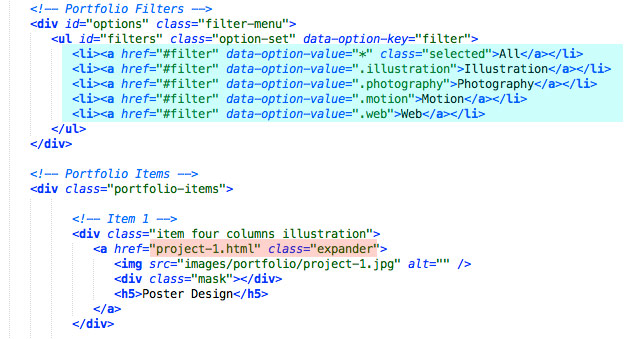 <!-- Portfolio Filters -->
<div id="options" class="filter-menu">
<ul id="filters" class="option-set" data-option-key="filter">
<li><a href="#filter" data-option-value="*" class="selected">All</a></li>
<li><a href="#filter" data-option-value=".illustration">Illustration</a></li>
<li><a href="#filter" data-option-value=".photography">Photography</a></li>
<li><a href="#filter" data-option-value=".motion">Motion</a></li>
<li><a href="#filter" data-option-value=".web">Web</a></li>
</ul>
</div>
<!-- Portfolio Items -->
<div class="portfolio-items">
<!-- Item 1 -->
<div class="item four columns illustration">
<a href="project-1.html" class="expander">
<img src="images/portfolio/project-1.jpg" alt="" />
<div class="mask"></div>
<h5>Poster Design</h5>
</a>
</div>